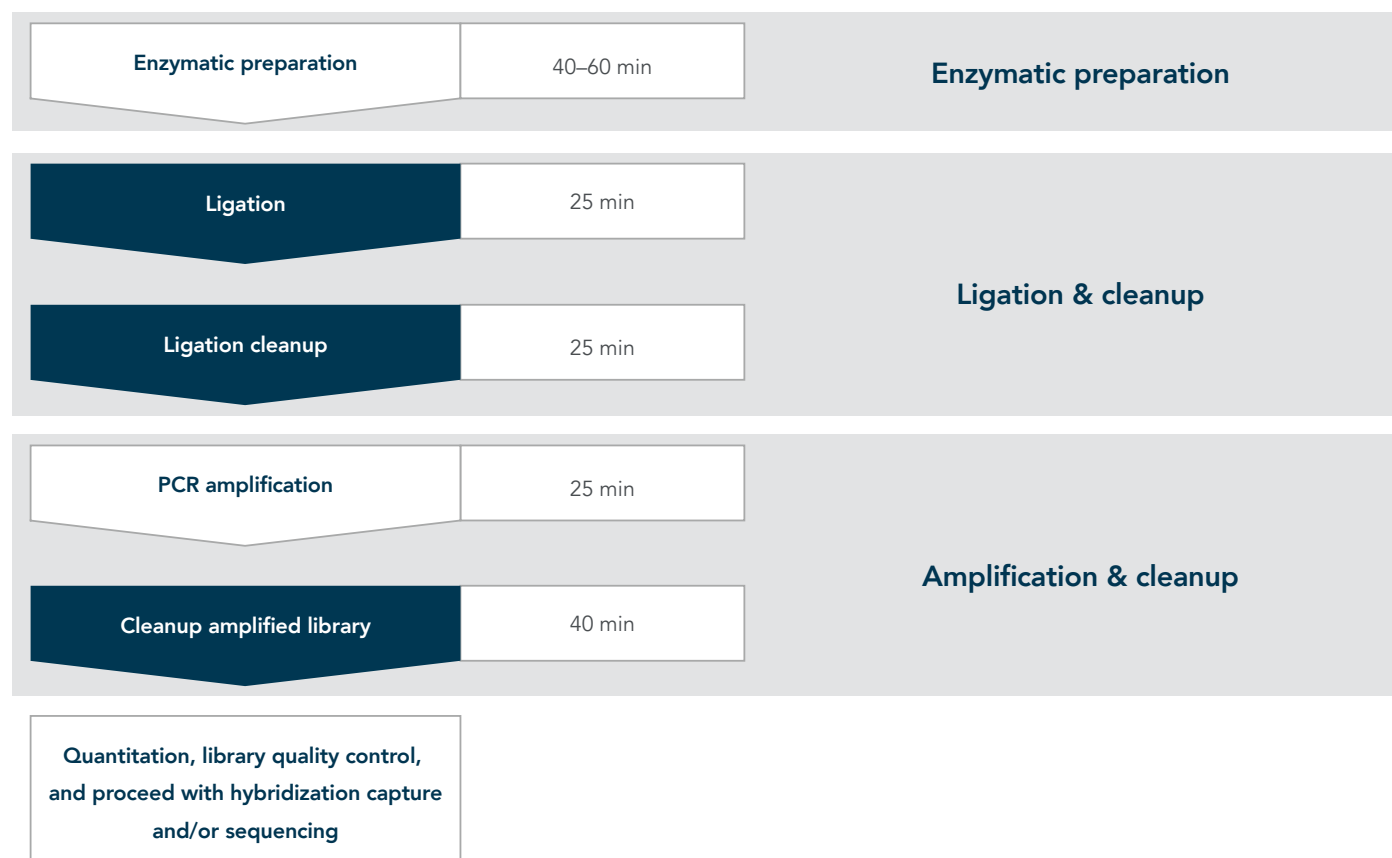 Enzymatic preparation
40–60 min
Enzymatic preparation
Ligation
25 min
Ligation & cleanup
Ligation cleanup
25 min
PCR amplification
25 min
Amplification & cleanup
Cleanup amplified library
40 min
Quantitation, library quality control,
and proceed with hybridization capture
and/or sequencing